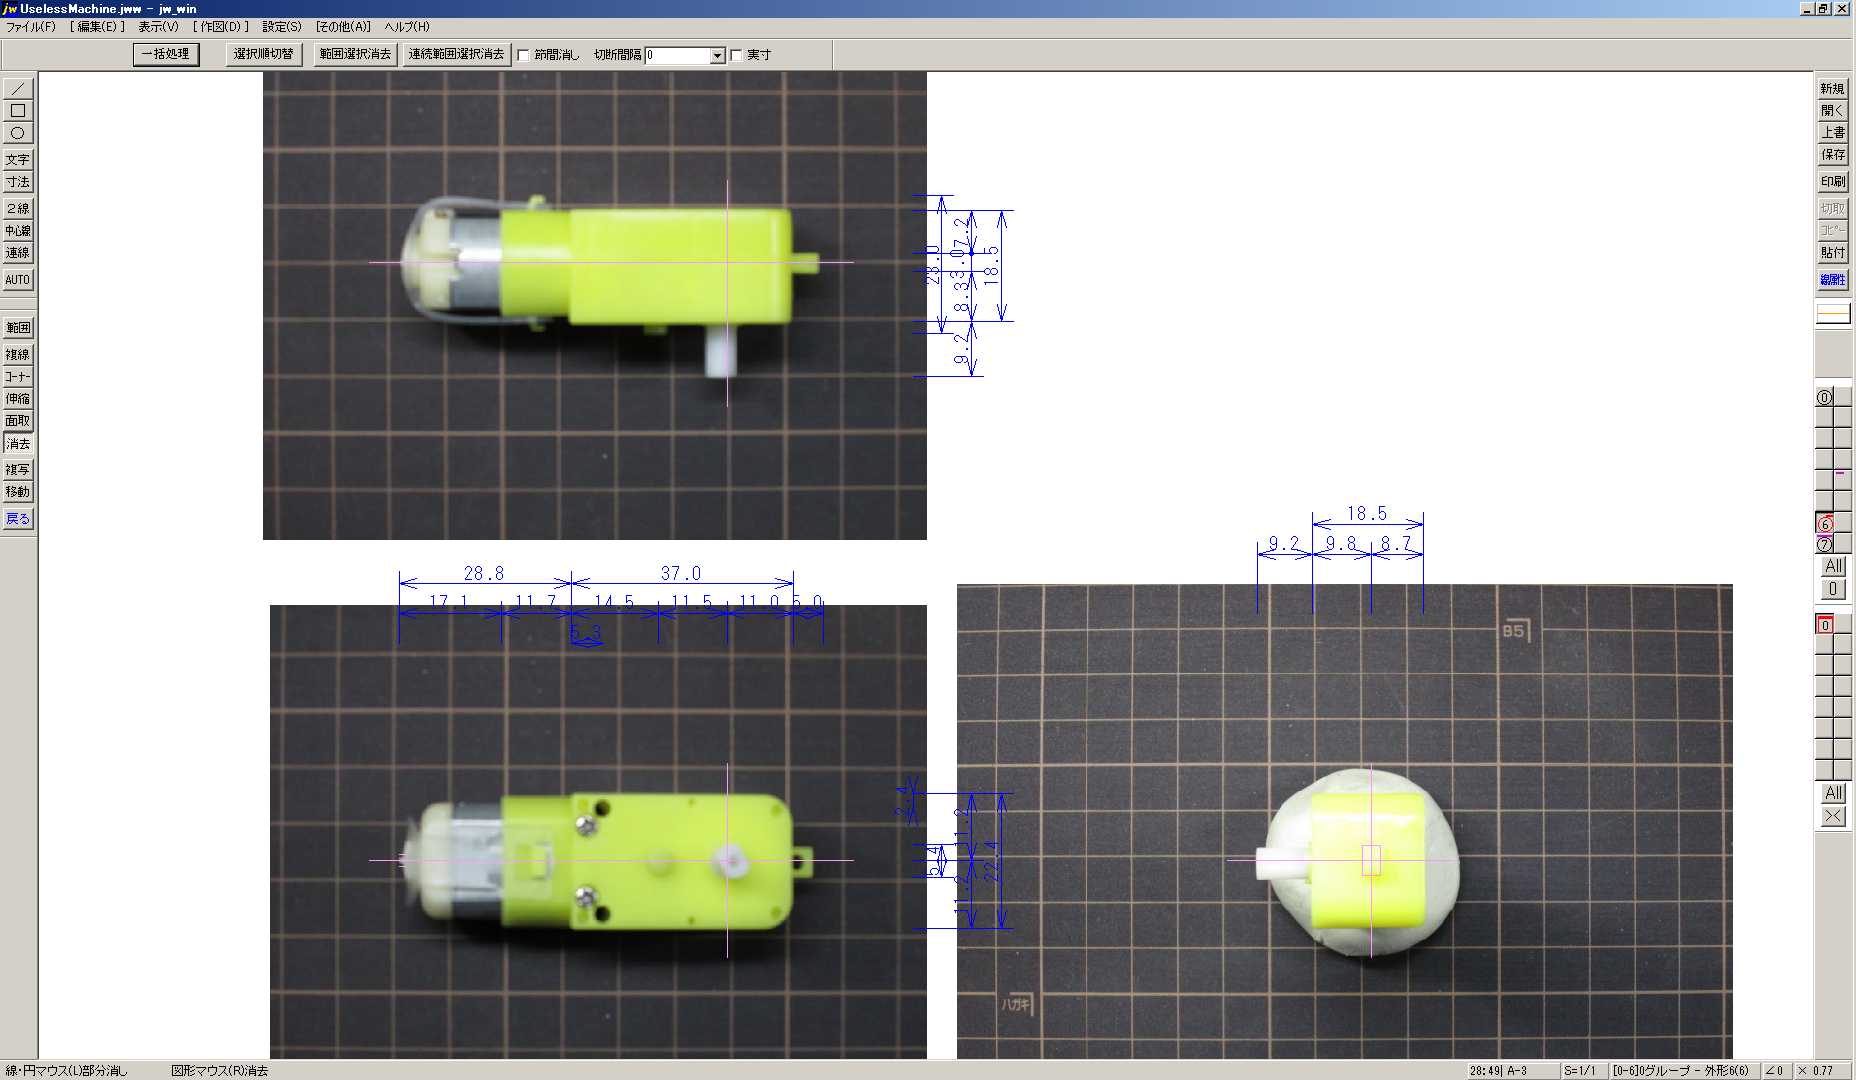 jw UselessMachine.jww - jw_win
ファイル(F) [編集(E)] 表示(V) [作図(D)] 設定(S) [その他(A)] ヘルプ(H)
一括処理 選択順切替 範囲選択消去 連続範囲選択消去 節間消し 切断間隔 0 実寸
／
□
○
文字
寸法
2線
中心線
連線
AUTO
範囲
複線
コーナー
伸縮
面取
消去
複写
移動
戻る
23.0
7.2
3.0
8.3
18.5
9.2
28.8 37.0
17.1 11.7 14.5 11.5 11.0 5.0
5.3
2.4
5.4
11.2
11.2
22.4
18.5
9.2 9.8 8.7
B5
ハガキ
新規
開く
上書
保存
印刷
切取
コピー
貼付
線属性
0
6
7
All
0
0
All
×
線・円マウス(L)部分消し 図形マウス(R)消去
28:49| A-3 S=1/1 [0-6]0グループ - 外形6(6) ∠0 × 0.77